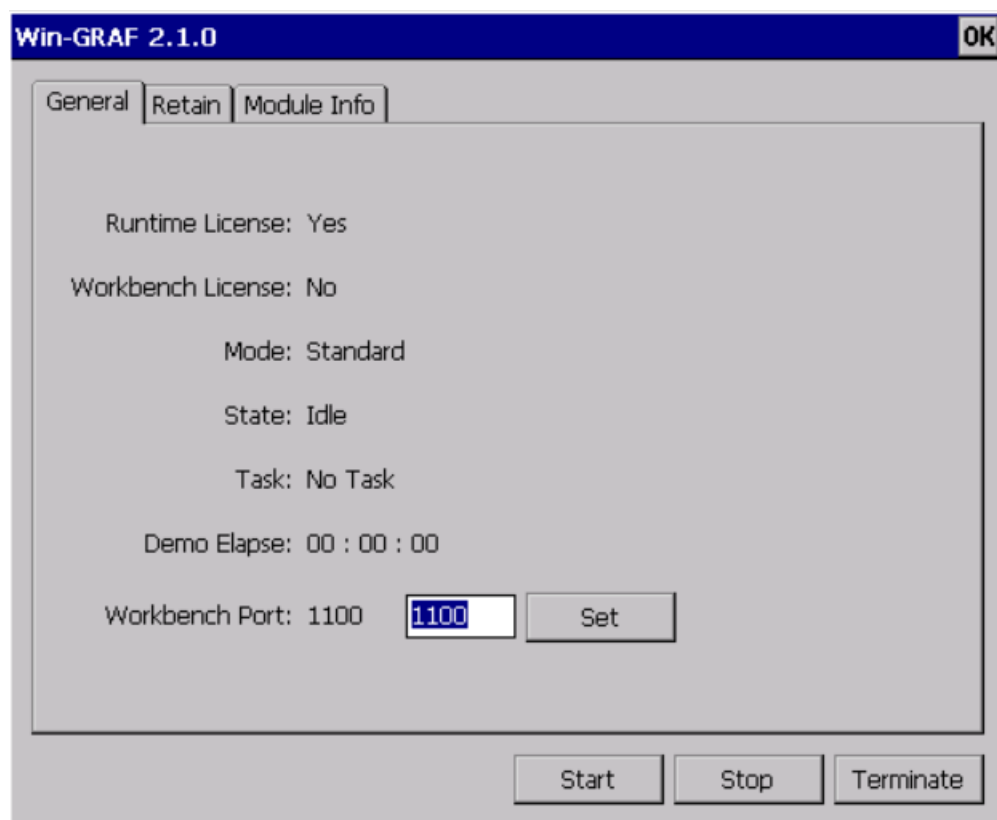 Win-GRAF 2.1.0 OK
General Retain Module Info
Runtime License: Yes
Workbench License: No
Mode: Standard
State: Idle
Task: No Task
Demo Elapse: 00 : 00 : 00
Workbench Port: 1100 1100 Set
Start Stop Terminate